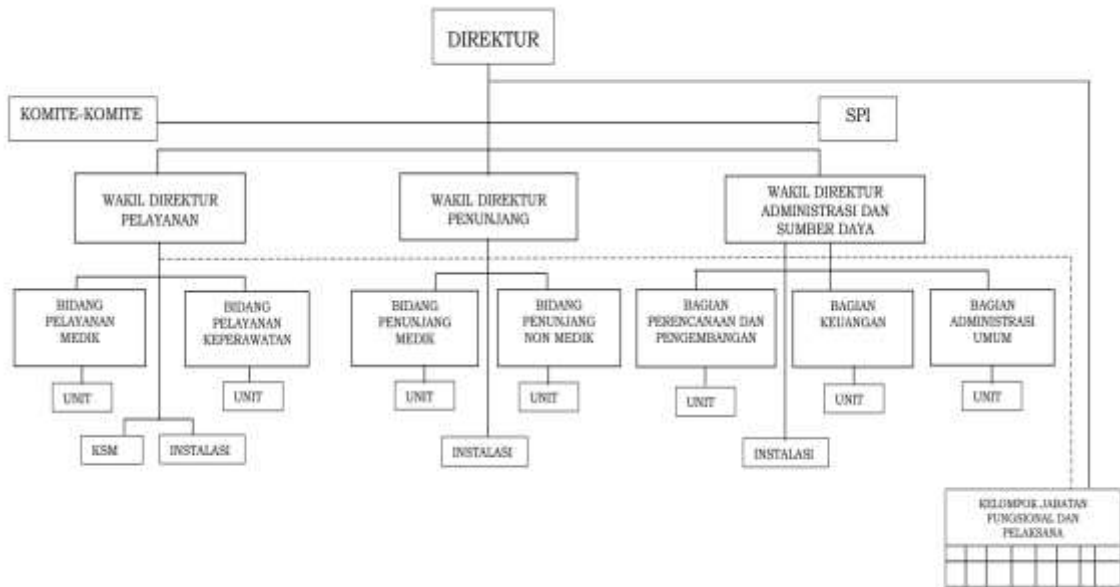 DIREKTUR
KOMITE-KOMITE
SPI
WAKIL DIREKTUR
PELAYANAN
WAKIL DIREKTUR
PENUNJANG
WAKIL DIREKTUR
ADMINISTRASI DAN
SUMBER DAYA
BIDANG
PELAYANAN
MEDIK
BIDANG
PELAYANAN
KEPERAWATAN
BIDANG
PENUNJANG
MEDIK
BIDANG
PENUNJANG
NON MEDIK
BAGIAN
PERENCANAAN DAN
PENGEMBANGAN
BAGIAN
KEUANGAN
BAGIAN
ADMINISTRASI
UMUM
UNIT
UNIT
UNIT
UNIT
UNIT
UNIT
UNIT
KSM
INSTALASI
INSTALASI
INSTALASI
KELOMPOK JABATAN
FUNGSIONAL DAN
PELAKSANA